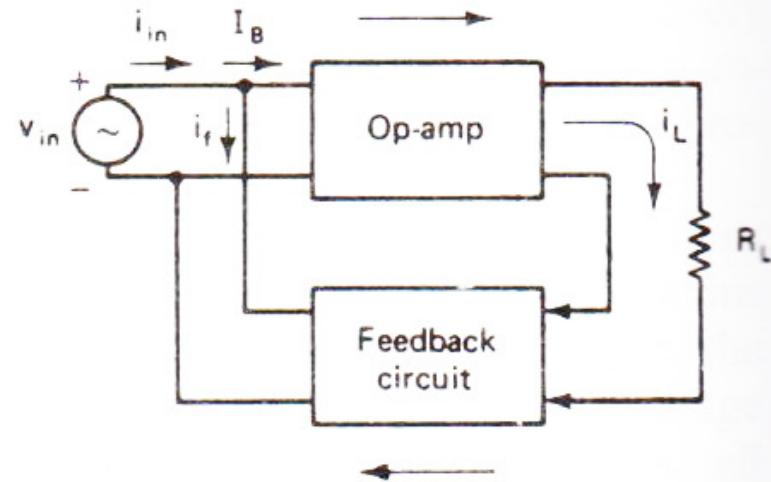 i_in I_B
+
v_in ~ i_f Op-amp i_L
−
R_L
Feedback
circuit